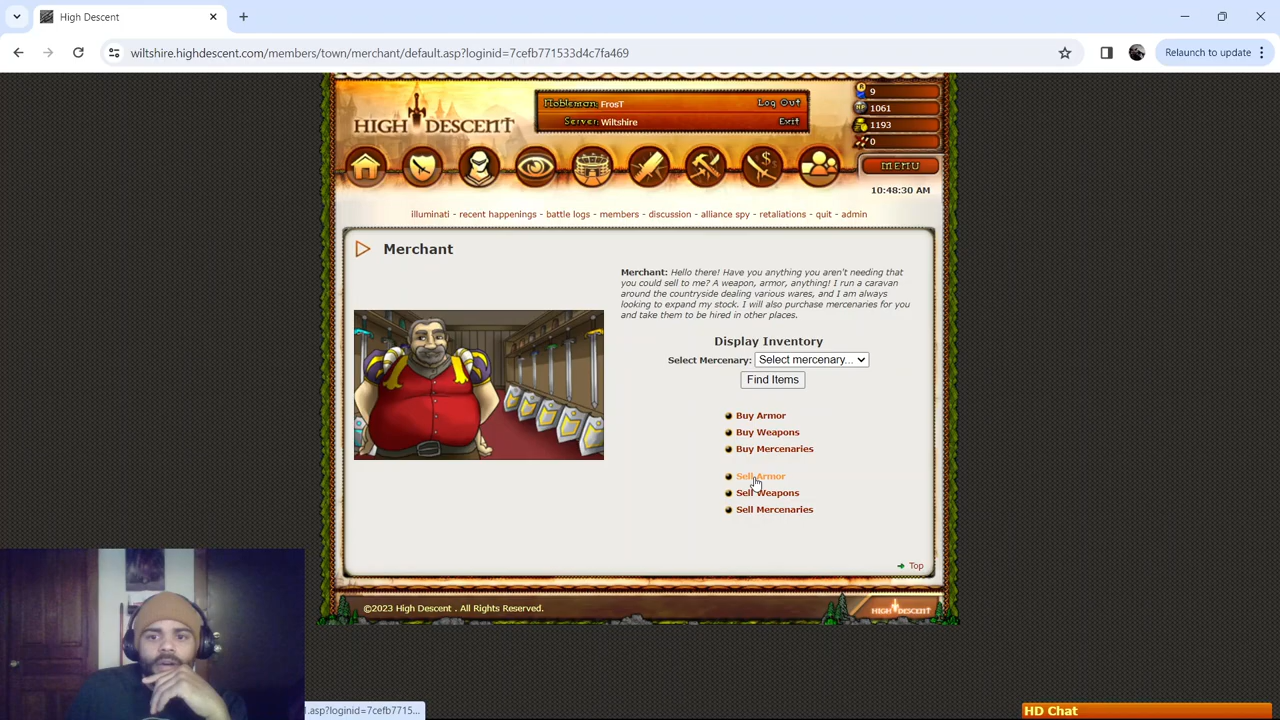 High Descent
wiltshire.highdescent.com/members/town/merchant/default.asp?loginid=7cefb771533d4c7fa469
Relaunch to update
HIGH DESCENT
Nobleman: FrosT
Log Out
Server: Wiltshire
Exit
9
1061
1193
0
MENU
10:48:30 AM
illuminati - recent happenings - battle logs - members - discussion - alliance spy - retaliations - quit - admin
Merchant
Merchant: Hello there! Have you anything you aren't needing that
you could sell to me? A weapon, armor, anything! I run a caravan
around the countryside dealing various wares, and I am always
looking to expand my stock. I will also purchase mercenaries for you
and take them to be hired in other places.
Display Inventory
Select Mercenary: Select mercenary...
Find Items
Buy Armor
Buy Weapons
Buy Mercenaries
Sell Armor
Sell Weapons
Sell Mercenaries
Top
©2023 High Descent . All Rights Reserved.
HIGH DESCENT
.asp?loginid=7cefb7715...
HD Chat